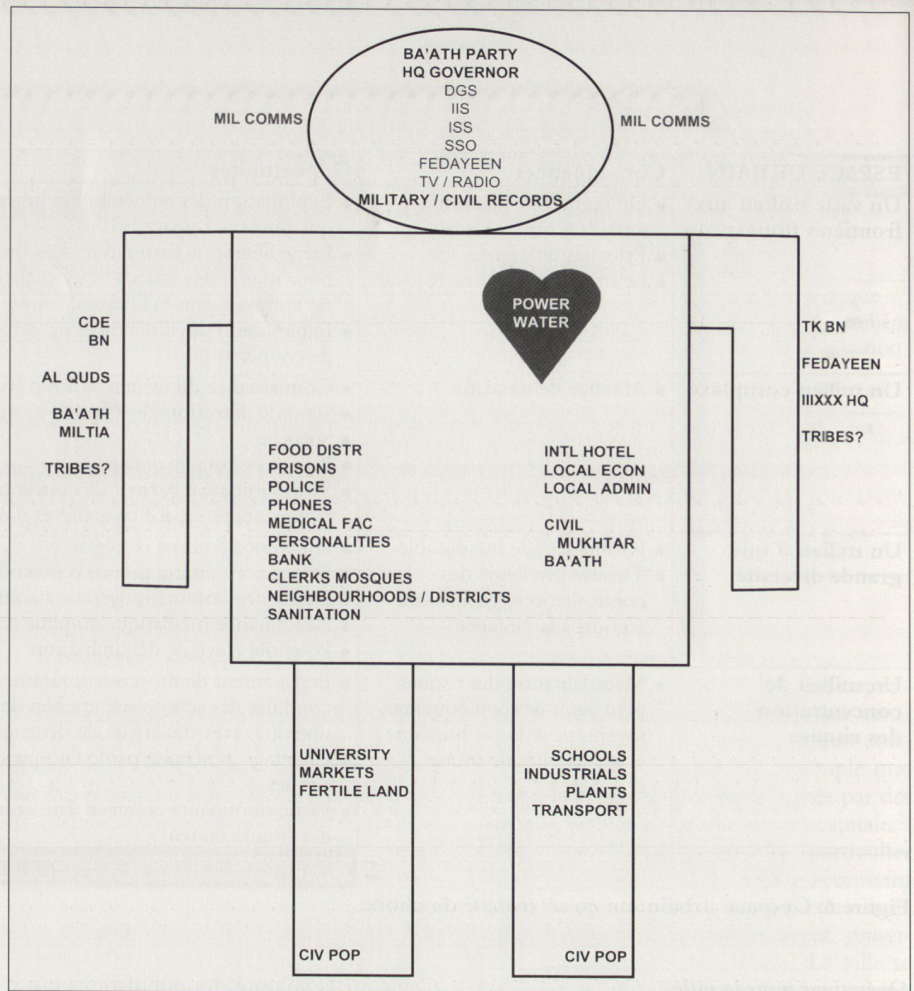 BA'ATH PARTY
HQ GOVERNOR
DGS
IIS
ISS
SSO
FEDAYEEN
TV / RADIO
MILITARY / CIVIL RECORDS
MIL COMMS
MIL COMMS
CDE
BN
AL QUDS
BA'ATH
MILTIA
TRIBES?
POWER
WATER
TK BN
FEDAYEEN
IIIXXX HQ
TRIBES?
FOOD DISTR
PRISONS
POLICE
PHONES
MEDICAL FAC
PERSONALITIES
BANK
CLERKS MOSQUES
NEIGHBOURHOODS / DISTRICTS
SANITATION
INTL HOTEL
LOCAL ECON
LOCAL ADMIN
CIVIL
MUKHTAR
BA'ATH
UNIVERSITY
MARKETS
FERTILE LAND
SCHOOLS
INDUSTRIALS
PLANTS
TRANSPORT
CIV POP
CIV POP